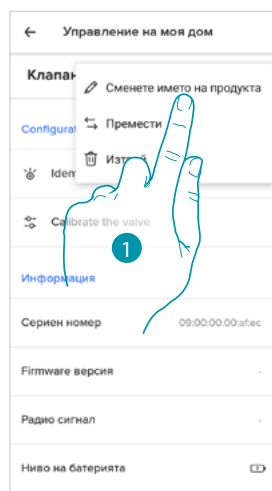 Управление на моя дом
Клапан
Сменете името на продукта
Премести
Configurat
Изтрий
Iden
Calibrate the valve
1
Информация
Сериен номер 09:00:00:00:af:ec
Firmware версия -
Радио сигнал -
Ниво на батерията